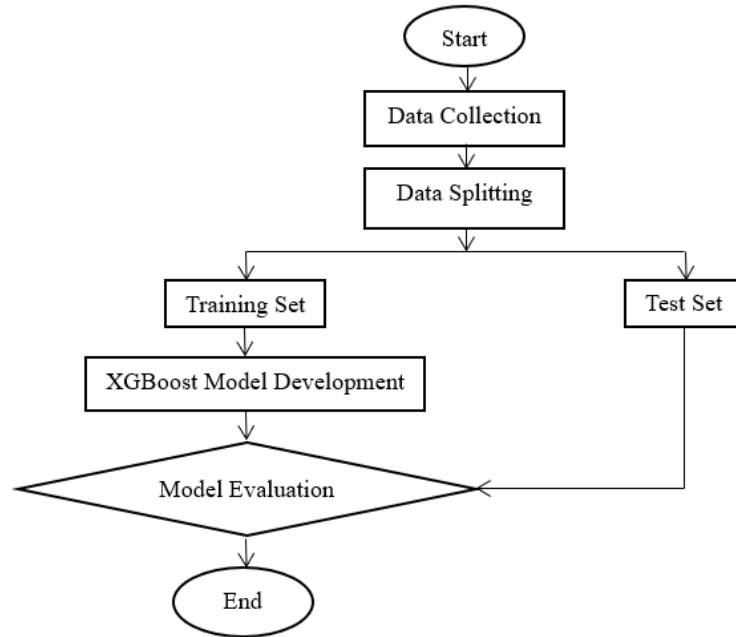 Start
Data Collection
Data Splitting
Training Set
Test Set
XGBoost Model Development
Model Evaluation
End